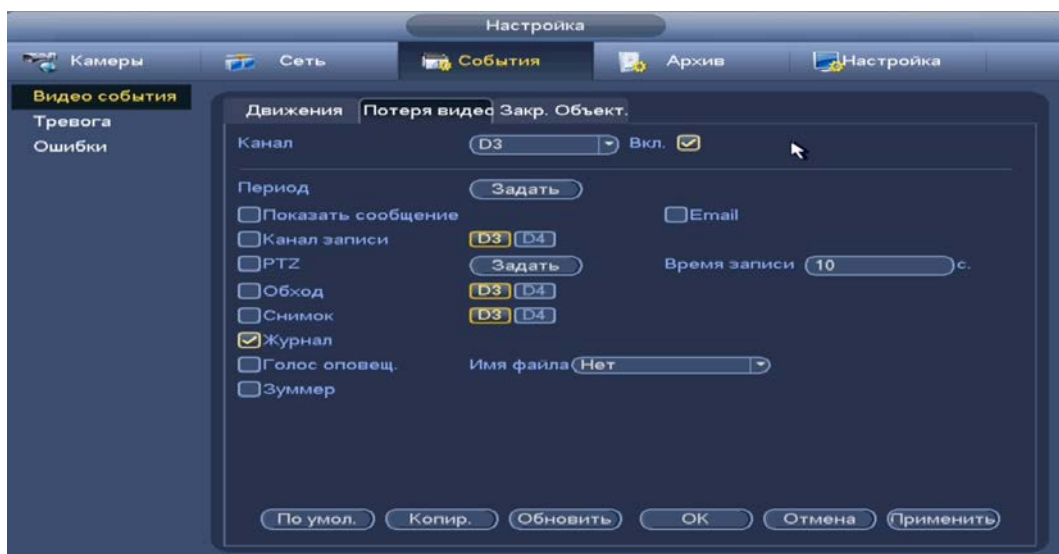 Настройка
Камеры Сеть События Архив Настройка
Видео события
Тревога
Ошибки
Движения Потеря видео Закр. Объект.
Канал D3 Вкл.
Период Задать
Показать сообщение Email
Канал записи D3 D4
PTZ Задать Время записи 10 с.
Обход D3 D4
Снимок D3 D4
Журнал
Голос оповещ. Имя файла Нет
Зуммер
По умол. Копир. Обновить ОК Отмена Применить